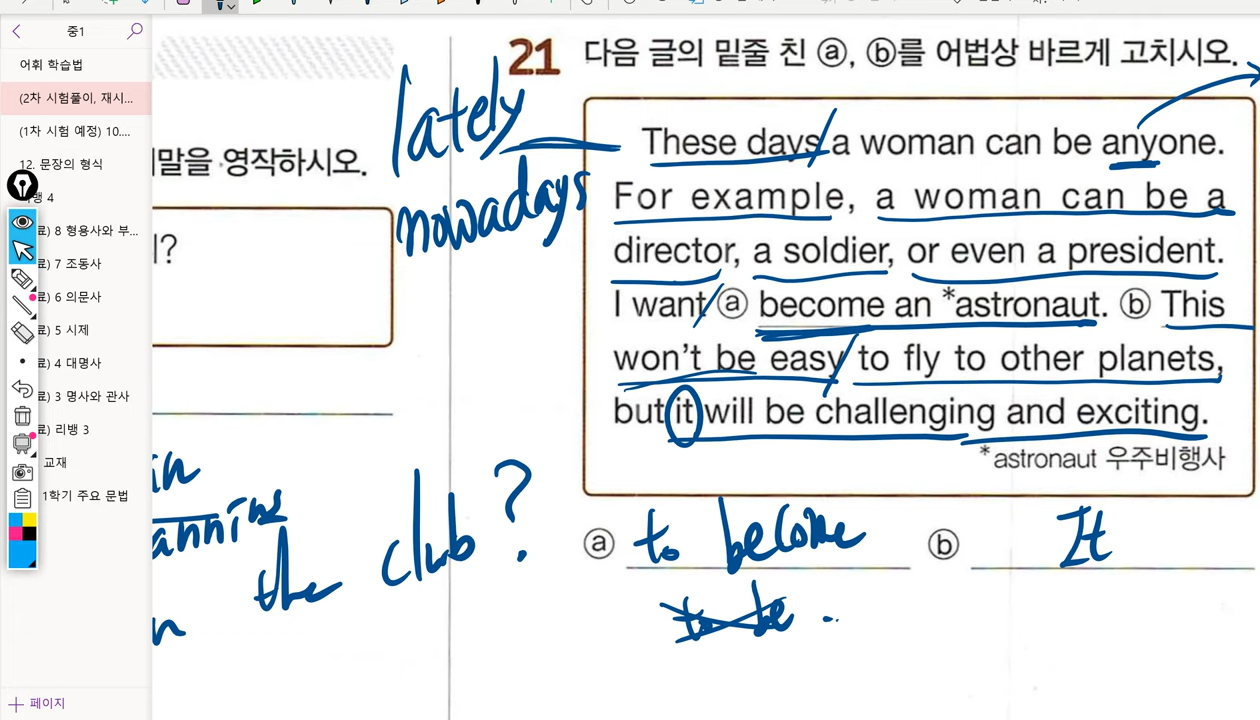 중1
어휘 학습법
(2차 시험풀이, 재시...
(1차 시험 예정) 10....
12. 문장의 형식
뱅 4
료) 8 형용사와 부...
료) 7 조동사
료) 6 의문사
료) 5 시제
료) 4 대명사
료) 3 명사와 관사
료) 리뱅 3
교재
1학기 주요 문법
페이지
말을 영작하시오.
?
the club?
lately
nowadays
21 다음 글의 밑줄 친 ⓐ, ⓑ를 어법상 바르게 고치시오.
These days a woman can be anyone.
For example, a woman can be a
director, a soldier, or even a president.
I want ⓐ become an *astronaut. ⓑ This
won't be easy to fly to other planets,
but it will be challenging and exciting.
*astronaut 우주비행사
ⓐ to become ⓑ It
to be